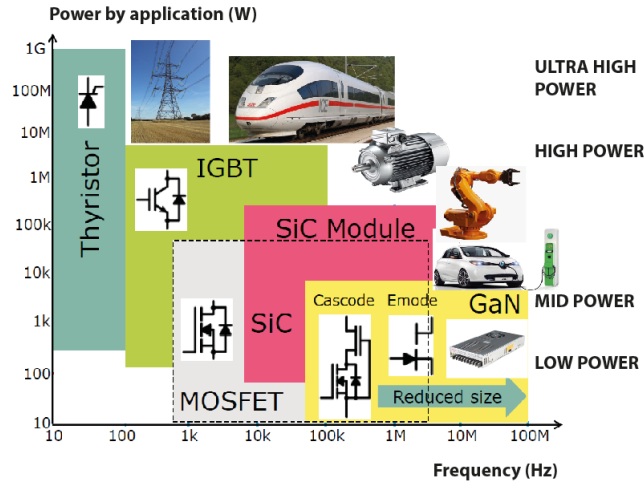 Power by application (W)
1G
100M
10M
1M
100k
10k
1k
100
10
Thyristor
IGBT
SiC Module
SiC
MOSFET
Cascode
Emode
GaN
Reduced size
ULTRA HIGH
POWER
HIGH POWER
MID POWER
LOW POWER
10
100
1k
10k
100k
1M
10M
100M
Frequency (Hz)